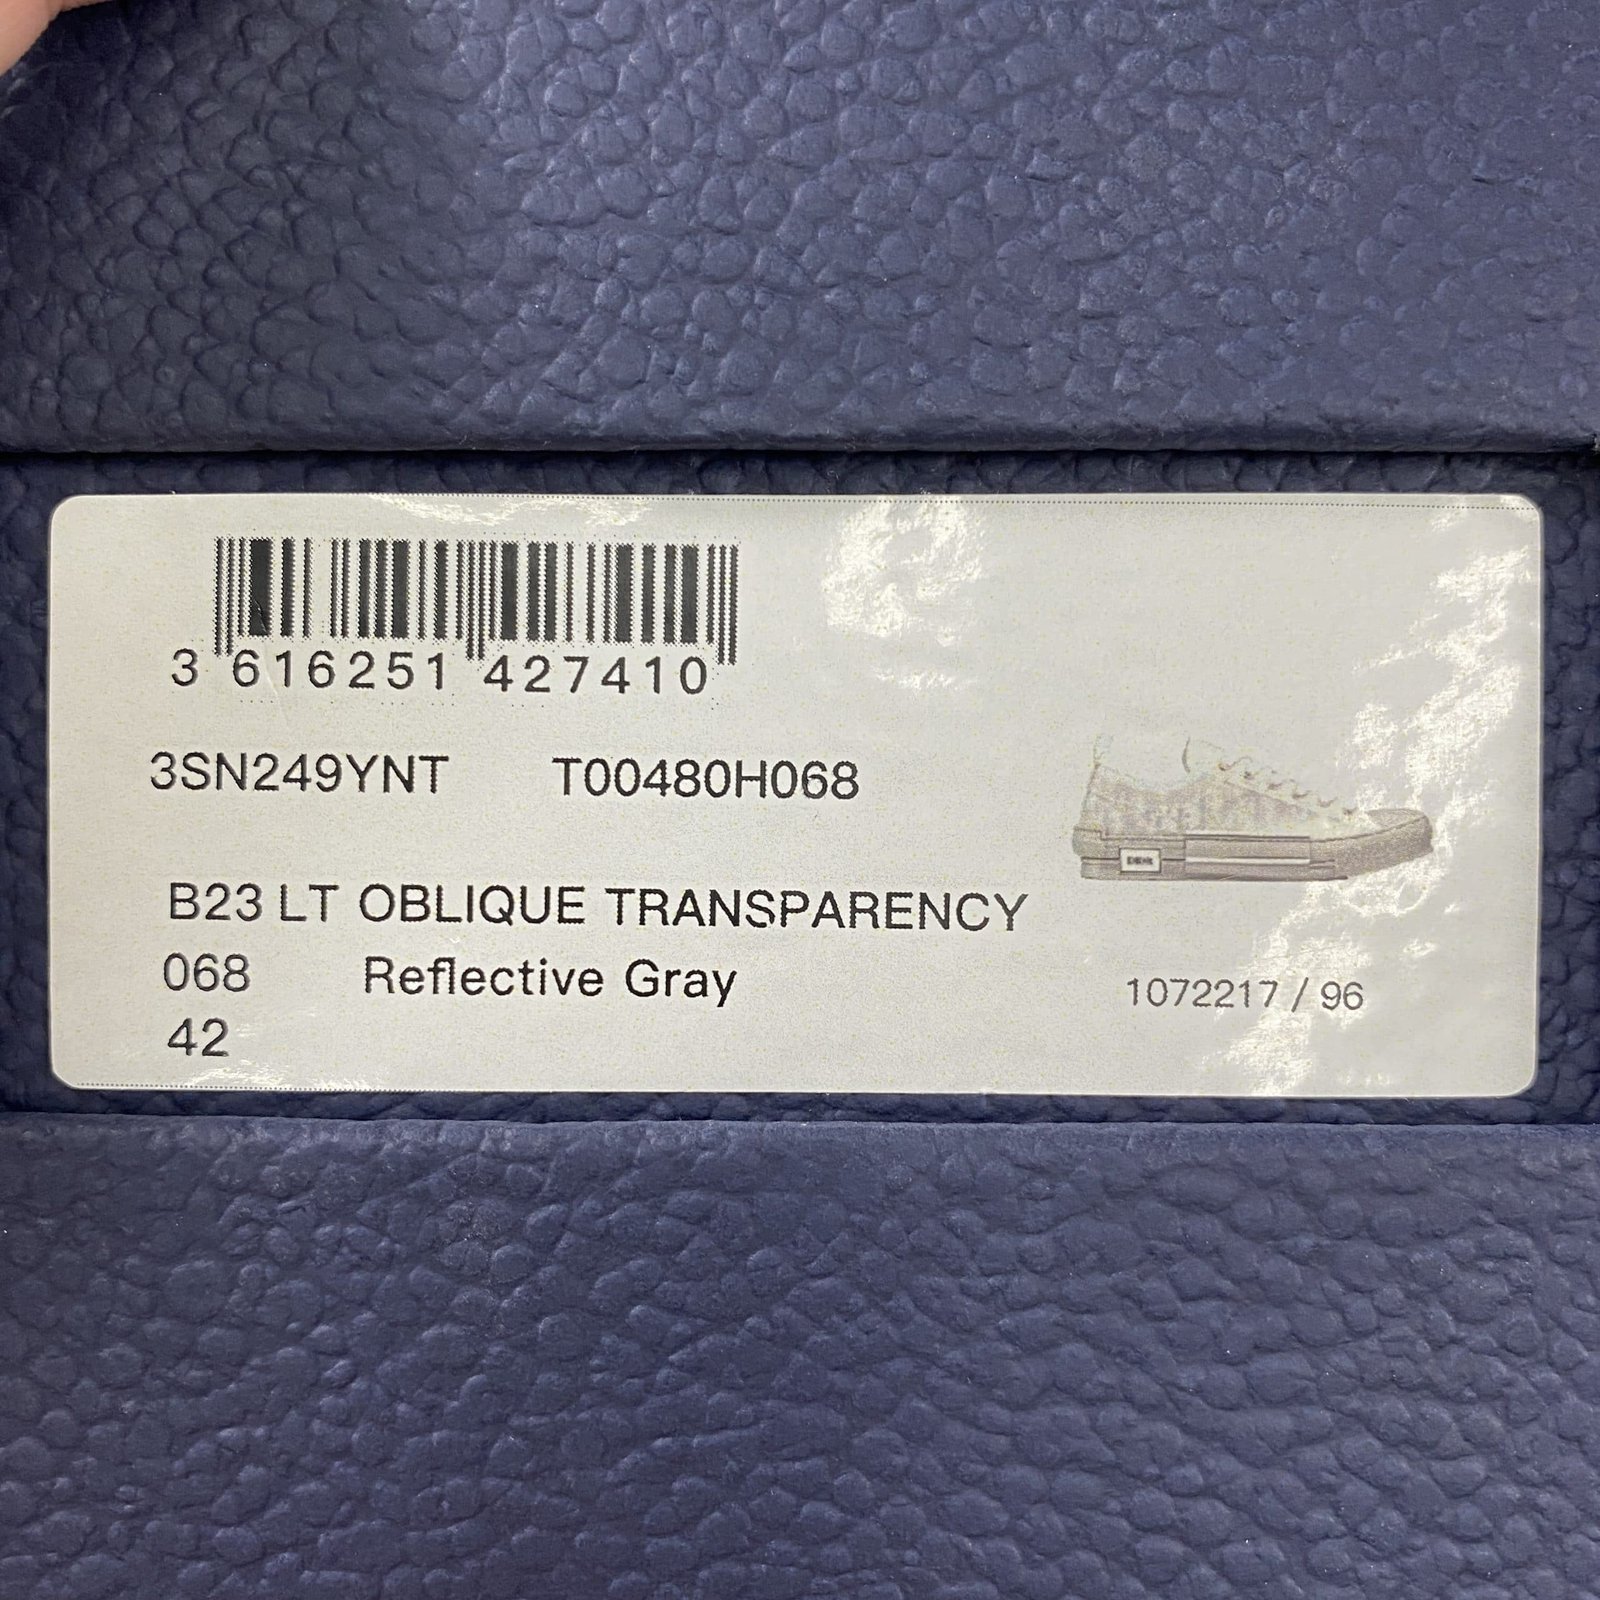 3 616251 427410
3SN249YNT T00480H068
B23 LT OBLIQUE TRANSPARENCY
068 Reflective Gray
42
1072217 / 96